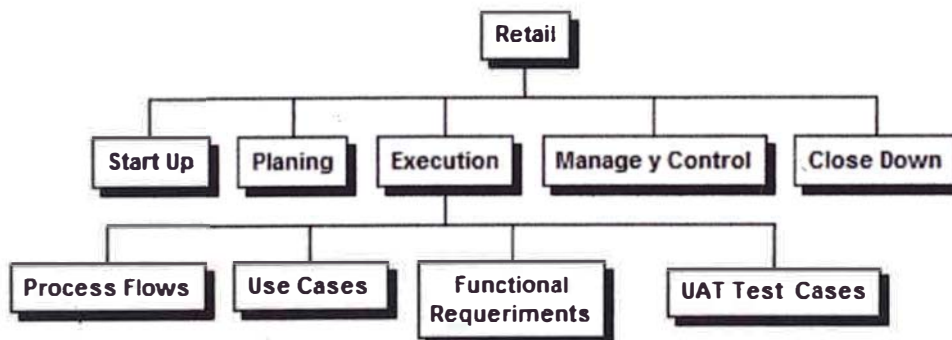 Retail
Start Up
Planing
Execution
Manage y Control
Close Down
Process Flows
Use Cases
Functional
Requeriments
UAT Test Cases